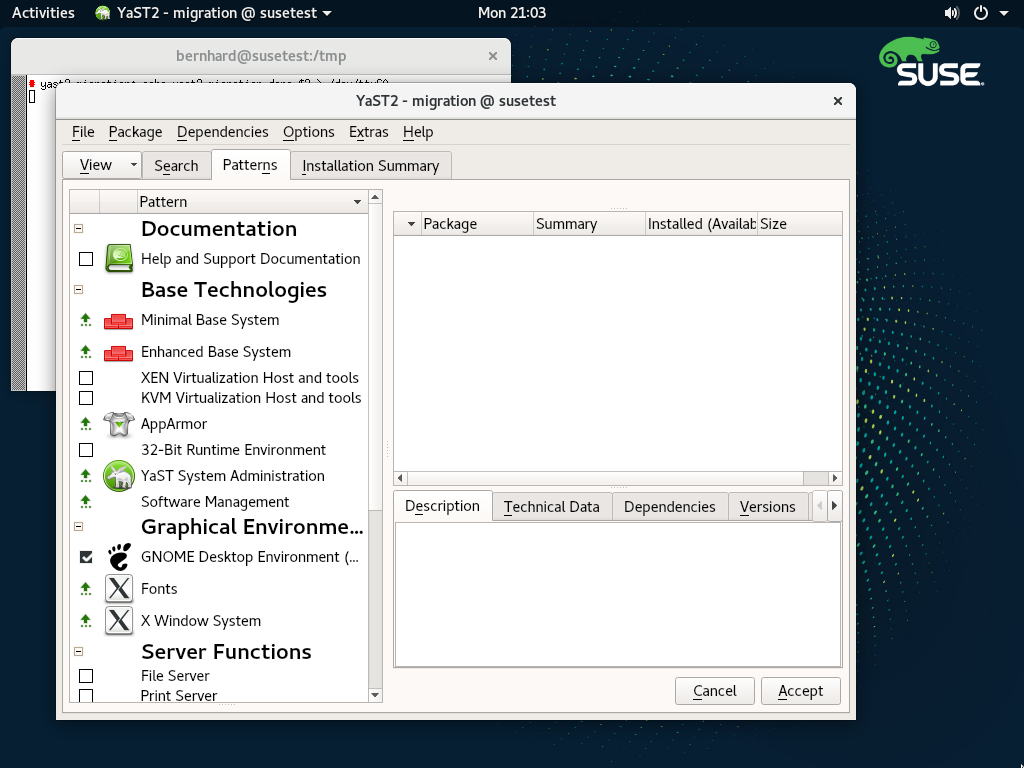 Activities YaST2 - migration @ susetest Mon 21:03
bernhard@susetest:/tmp
SUSE
YaST2 - migration @ susetest
File Package Dependencies Options Extras Help
View Search Patterns Installation Summary
Pattern
Package Summary Installed (Availab Size
Documentation
Help and Support Documentation
Base Technologies
Minimal Base System
Enhanced Base System
XEN Virtualization Host and tools
KVM Virtualization Host and tools
AppArmor
32-Bit Runtime Environment
YaST System Administration
Software Management
Graphical Environme...
GNOME Desktop Environment (...
Fonts
X Window System
Server Functions
File Server
Print Server
Description Technical Data Dependencies Versions
Cancel Accept